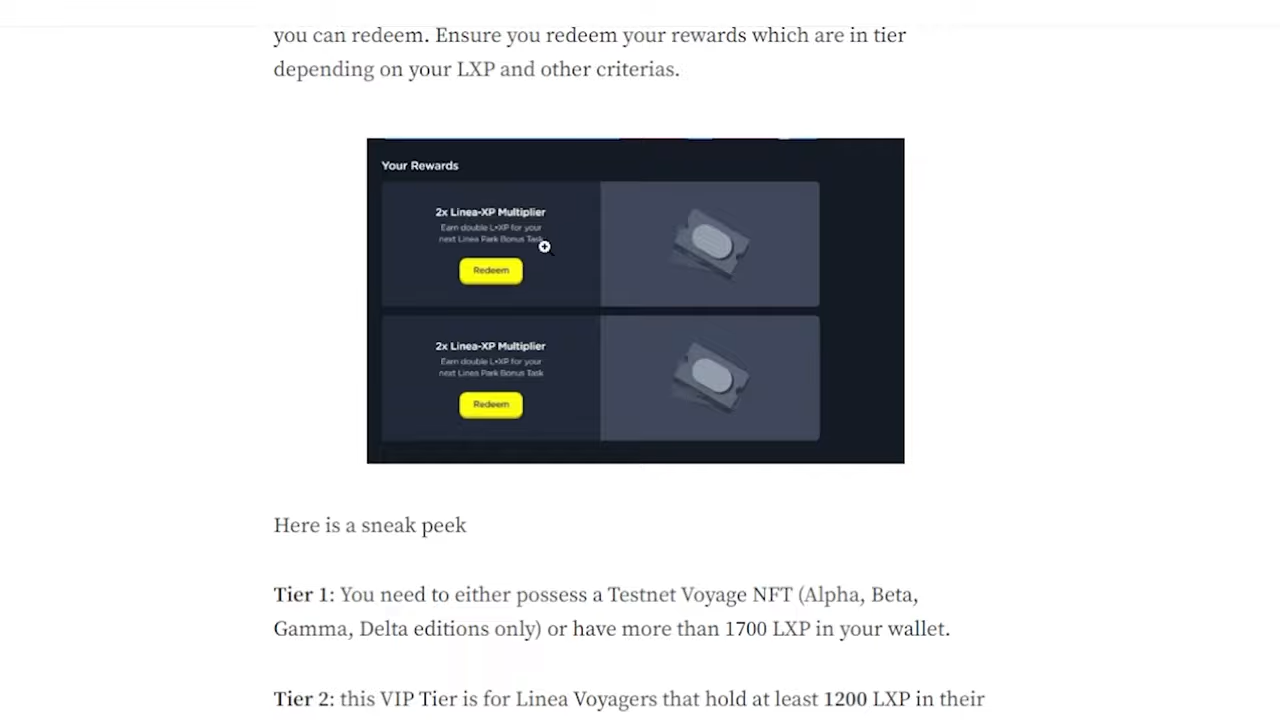 you can redeem. Ensure you redeem your rewards which are in tier
depending on your LXP and other criterias.
Your Rewards
2x Linea-XP Multiplier
Earn double L•XP for your
next Linea Park Bonus Task
Redeem
2x Linea-XP Multiplier
Earn double L•XP for your
next Linea Park Bonus Task
Redeem
Here is a sneak peek
Tier 1: You need to either possess a Testnet Voyage NFT (Alpha, Beta,
Gamma, Delta editions only) or have more than 1700 LXP in your wallet.
Tier 2: this VIP Tier is for Linea Voyagers that hold at least 1200 LXP in their